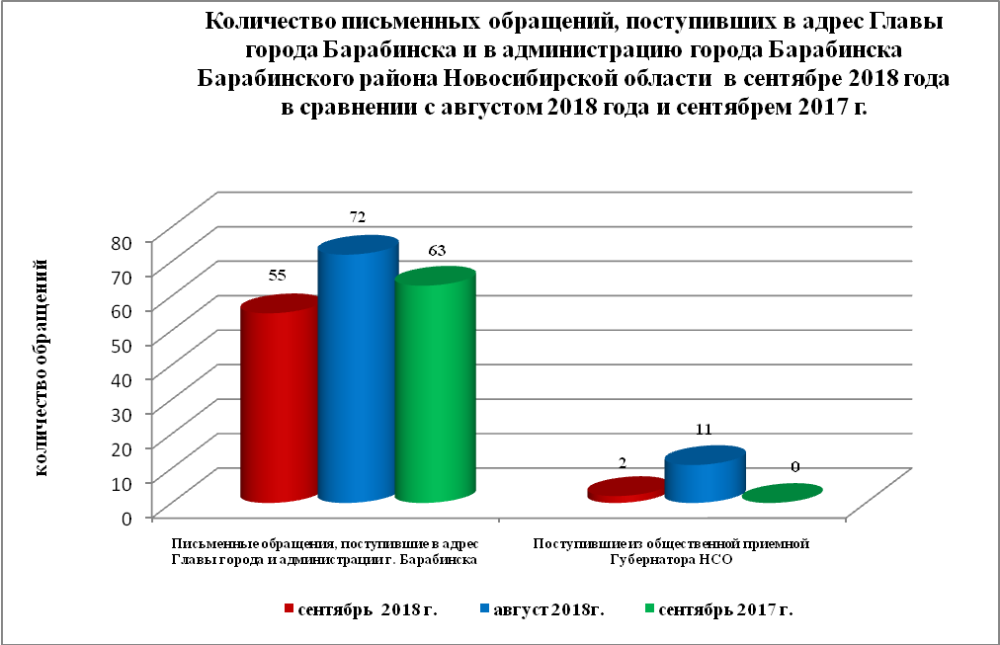 Количество письменных обращений, поступивших в адрес Главы
города Барабинска и в администрацию города Барабинска
Барабинского района Новосибирской области в сентябре 2018 года
в сравнении с августом 2018 года и сентябрем 2017 г.
количество обращений
80
70
60
50
40
30
20
10
0
55
72
63
2
11
0
Письменные обращения, поступившие в адрес
Главы города и администрации г. Барабинска
Поступившие из общественной приемной
Губернатора НСО
сентябрь 2018 г.
август 2018г.
сентябрь 2017 г.